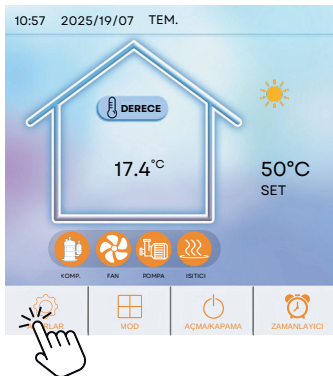 10:57 2025/19/07 TEM.
DERECE
17.4°C
50°C
SET
KOMP. FAN POMPA ISITICI
MOD AÇMA/KAPAMA ZAMANLAYICI